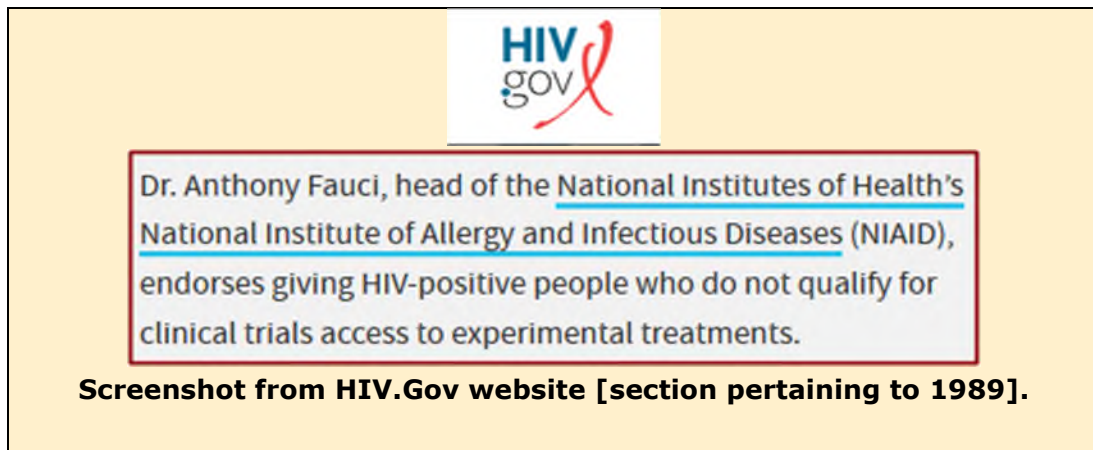 HIV
.gov
Dr. Anthony Fauci, head of the National Institutes of Health’s
National Institute of Allergy and Infectious Diseases (NIAID),
endorses giving HIV-positive people who do not qualify for
clinical trials access to experimental treatments.
Screenshot from HIV.Gov website [section pertaining to 1989].